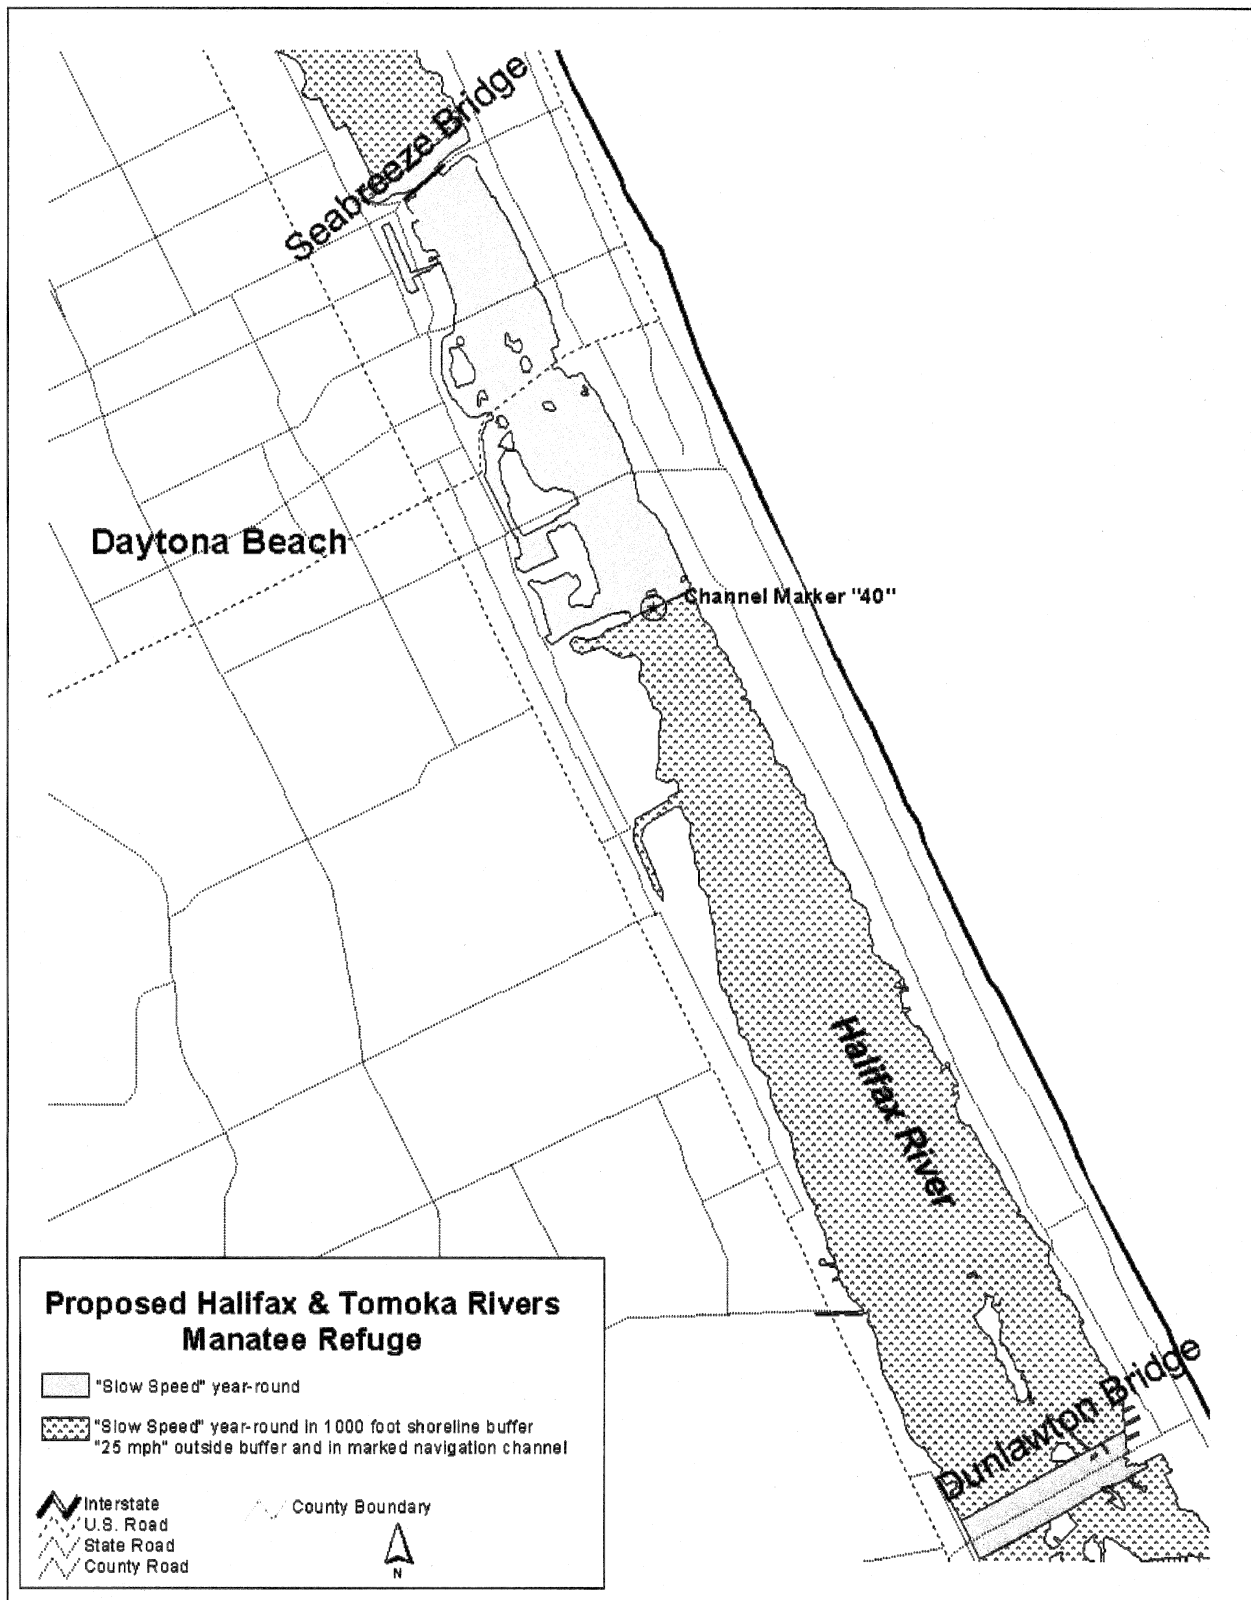 Seabreeze Bridge
Daytona Beach
Channel Marker "40"
Halifax River
Dunlawton Bridge
Proposed Halifax & Tomoka Rivers
Manatee Refuge
"Slow Speed" year-round
"Slow Speed" year-round in 1000 foot shoreline buffer
"25 mph" outside buffer and in marked navigation channel
Interstate
U.S. Road
State Road
County Road
County Boundary
N